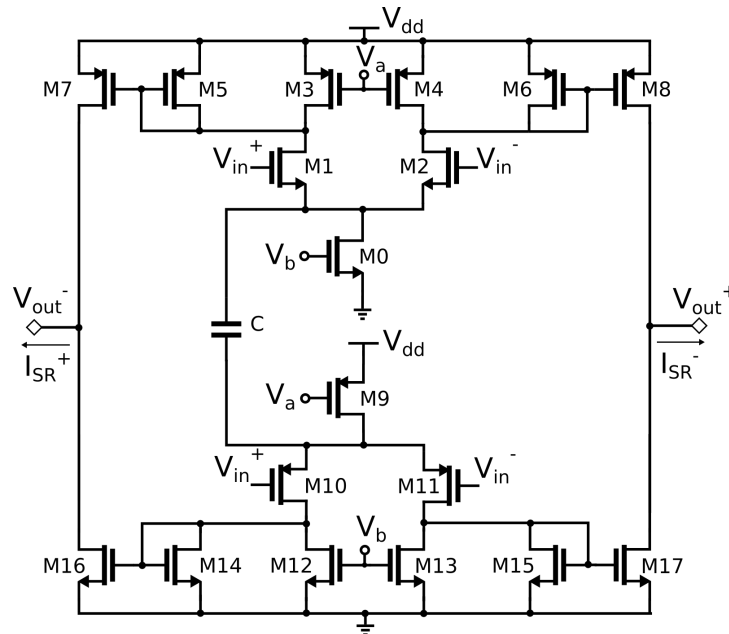 Vdd
Va
M7 M5 M3 M4 M6 M8
Vin+ M1 M2 Vin-
Vb M0
Vout- C Vout+
Vdd
ISR+ ISR-
Va M9
Vin+ M10 M11 Vin-
Vb
M16 M14 M12 M13 M15 M17